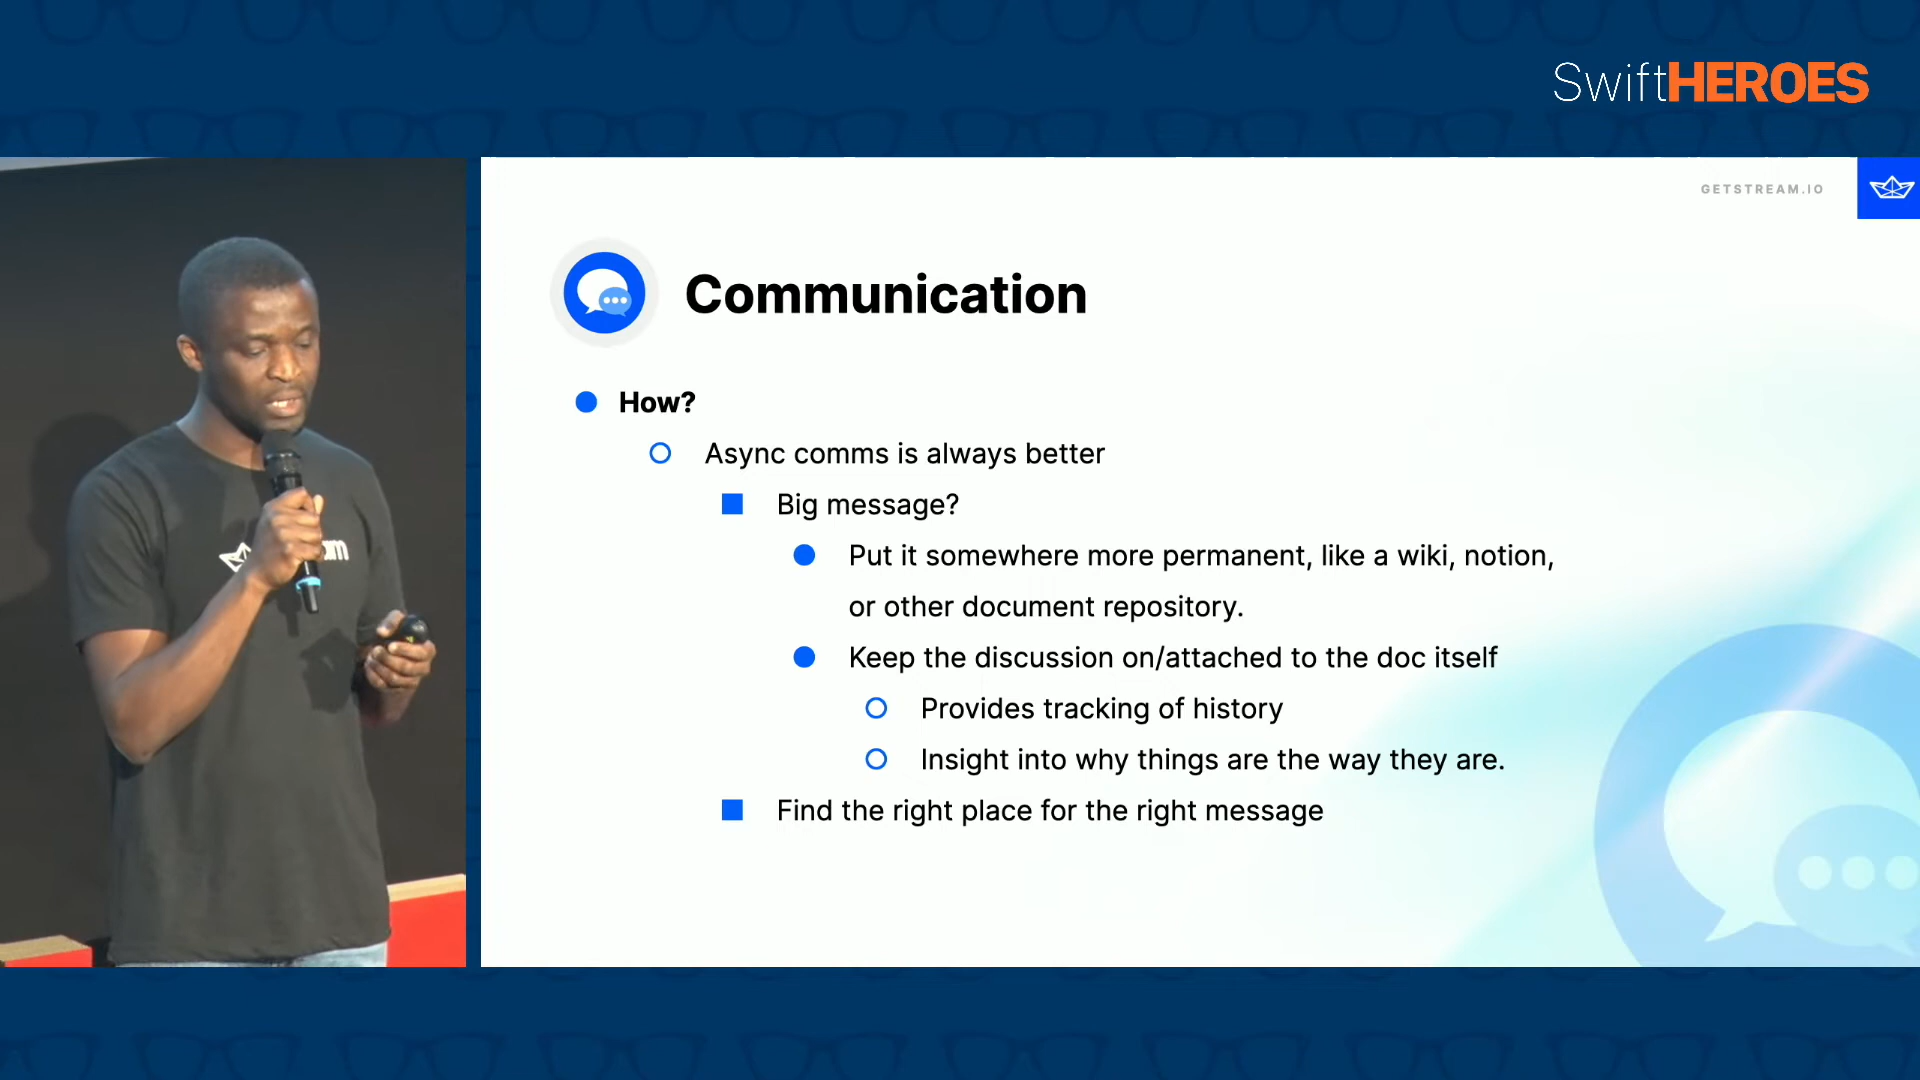 SwiftHEROES
GETSTREAM.IO
Communication
How?
Async comms is always better
Big message?
Put it somewhere more permanent, like a wiki, notion,
or other document repository.
Keep the discussion on/attached to the doc itself
Provides tracking of history
Insight into why things are the way they are.
Find the right place for the right message